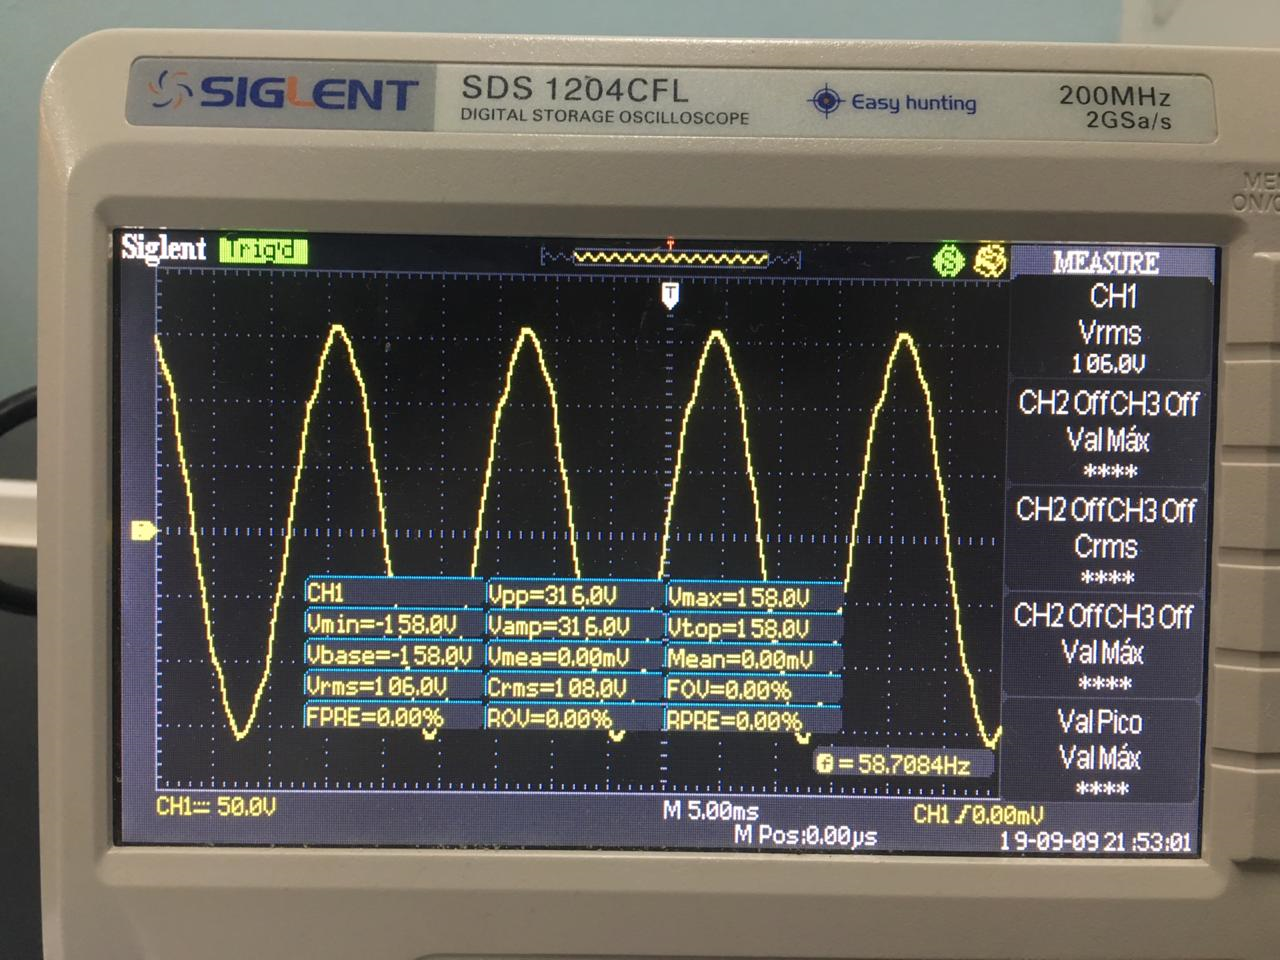 SIGLENT
SDS 1204CFL
DIGITAL STORAGE OSCILLOSCOPE
Easy hunting
200MHz
2GSa/s
ON/
Siglent Trig'd
T
T
MEASURE
CH1
Vrms
106.0V
CH2 Off CH3 Off
Val Máx
****
CH2 Off CH3 Off
Crms
****
CH2 Off CH3 Off
Val Máx
****
Val Pico
Val Máx
****
CH1 Vpp=316.0V Vmax=158.0V
Vmin=-158.0V Vamp=316.0V Vtop=158.0V
Vbase=-158.0V Vmea=0.00mV Mean=0.00mV
Vrms=106.0V Crms=108.0V FOV=0.00%
FPRE=0.00% ROV=0.00% RPRE=0.00%
f = 58.7084Hz
CH1 50.0V M 5.00ms CH1 /0.00mV
M Pos:0.00µs 19-09-09 21:53:01